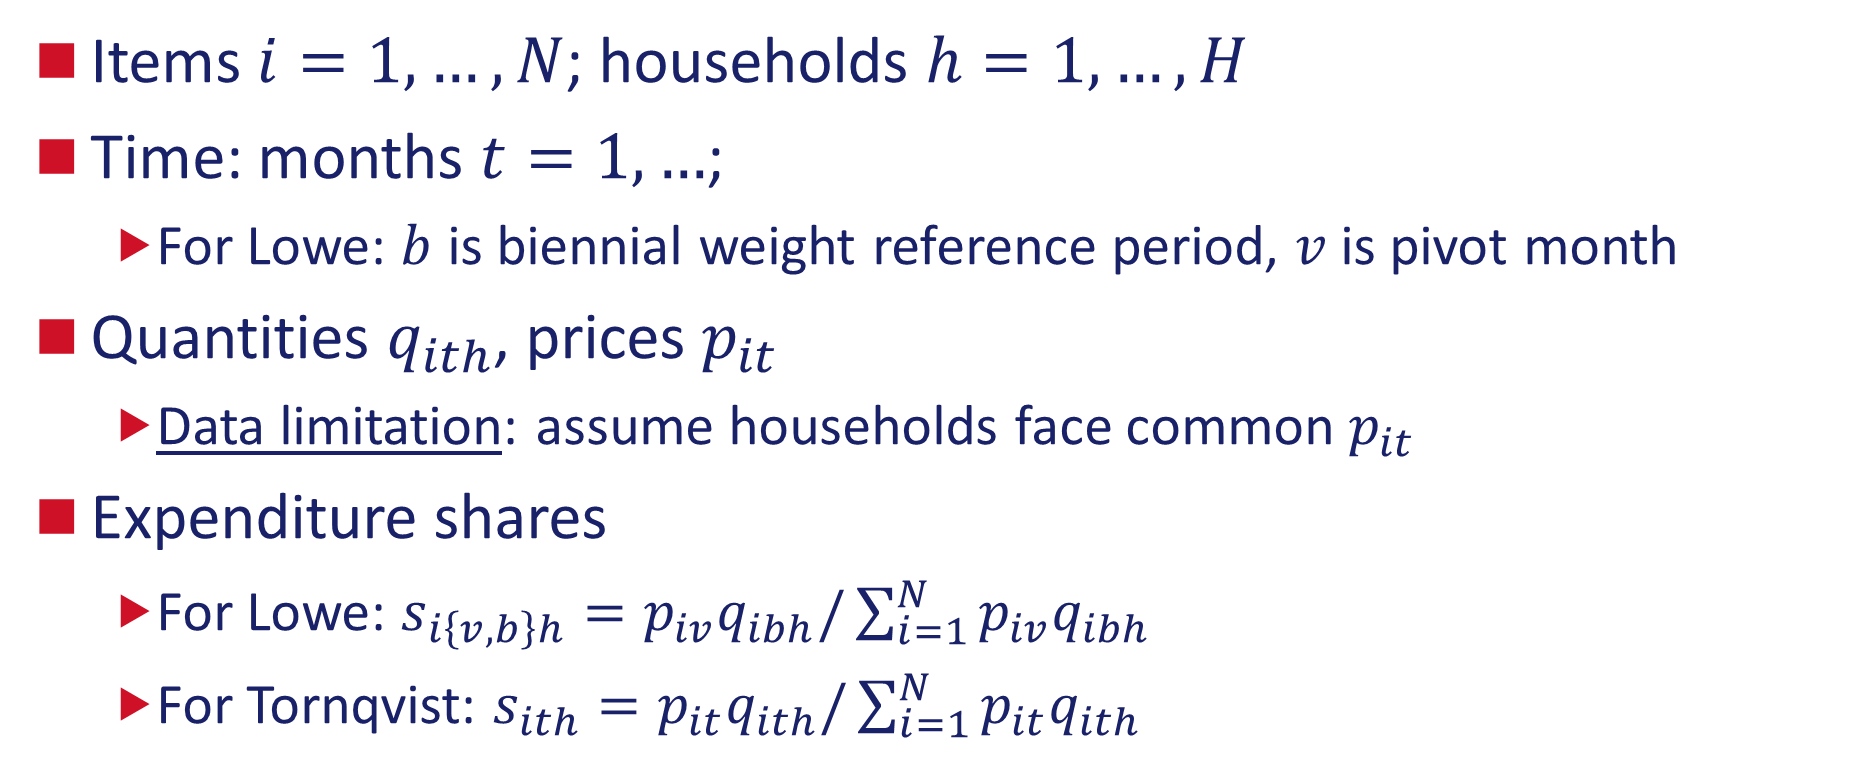 Items i = 1, … , N; households h = 1, … , H
Time: months t = 1, …;
For Lowe: b is biennial weight reference period, v is pivot month
Quantities q_{ith}, prices p_{it}
Data limitation: assume households face common p_{it}
Expenditure shares
For Lowe: s_{i{v,b}h} = p_{iv}q_{ibh}/∑_{i=1}^{N} p_{iv}q_{ibh}
For Tornqvist: s_{ith} = p_{it}q_{ith}/∑_{i=1}^{N} p_{it}q_{ith}